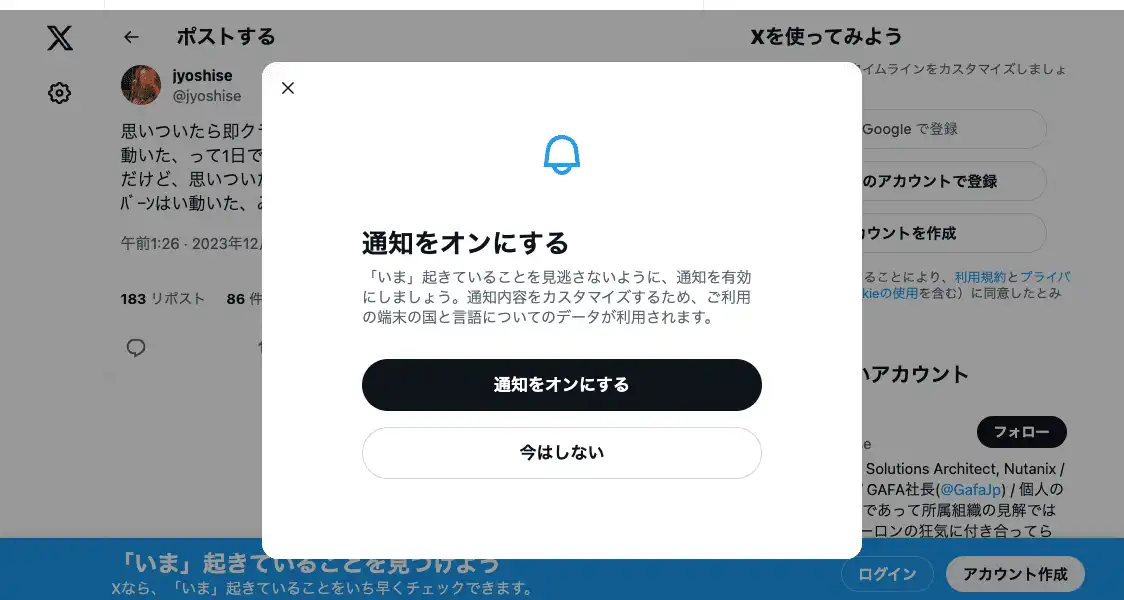 ポストする
jyoshise
@jyoshise
思いついたら即ク
動いた、って1日で
だけど、思いつい
ﾊﾞｰﾝはい動いた、
午前1:26 · 2023年12
183 リポスト 86 件
通知をオンにする
「いま」起きていることを見逃さないように、通知を有効
にしましょう。通知内容をカスタマイズするため、ご利用
の端末の国と言語についてのデータが利用されます。
通知をオンにする
今はしない
Xを使ってみよう
イムラインをカスタマイズしましょ
Google で登録
のアカウントで登録
カウントを作成
ることにより、利用規約とプライバ
kieの使用を含む）に同意したとみ
いアカウント
e
フォロー
Solutions Architect, Nutanix /
GAFA社長(@GafaJp) / 個人の
であって所属組織の見解では
ーロンの狂気に付き合ってら
「いま」起きていることを見つけよう
Xなら、「いま」起きていることをいち早くチェックできます。
ログイン
アカウント作成